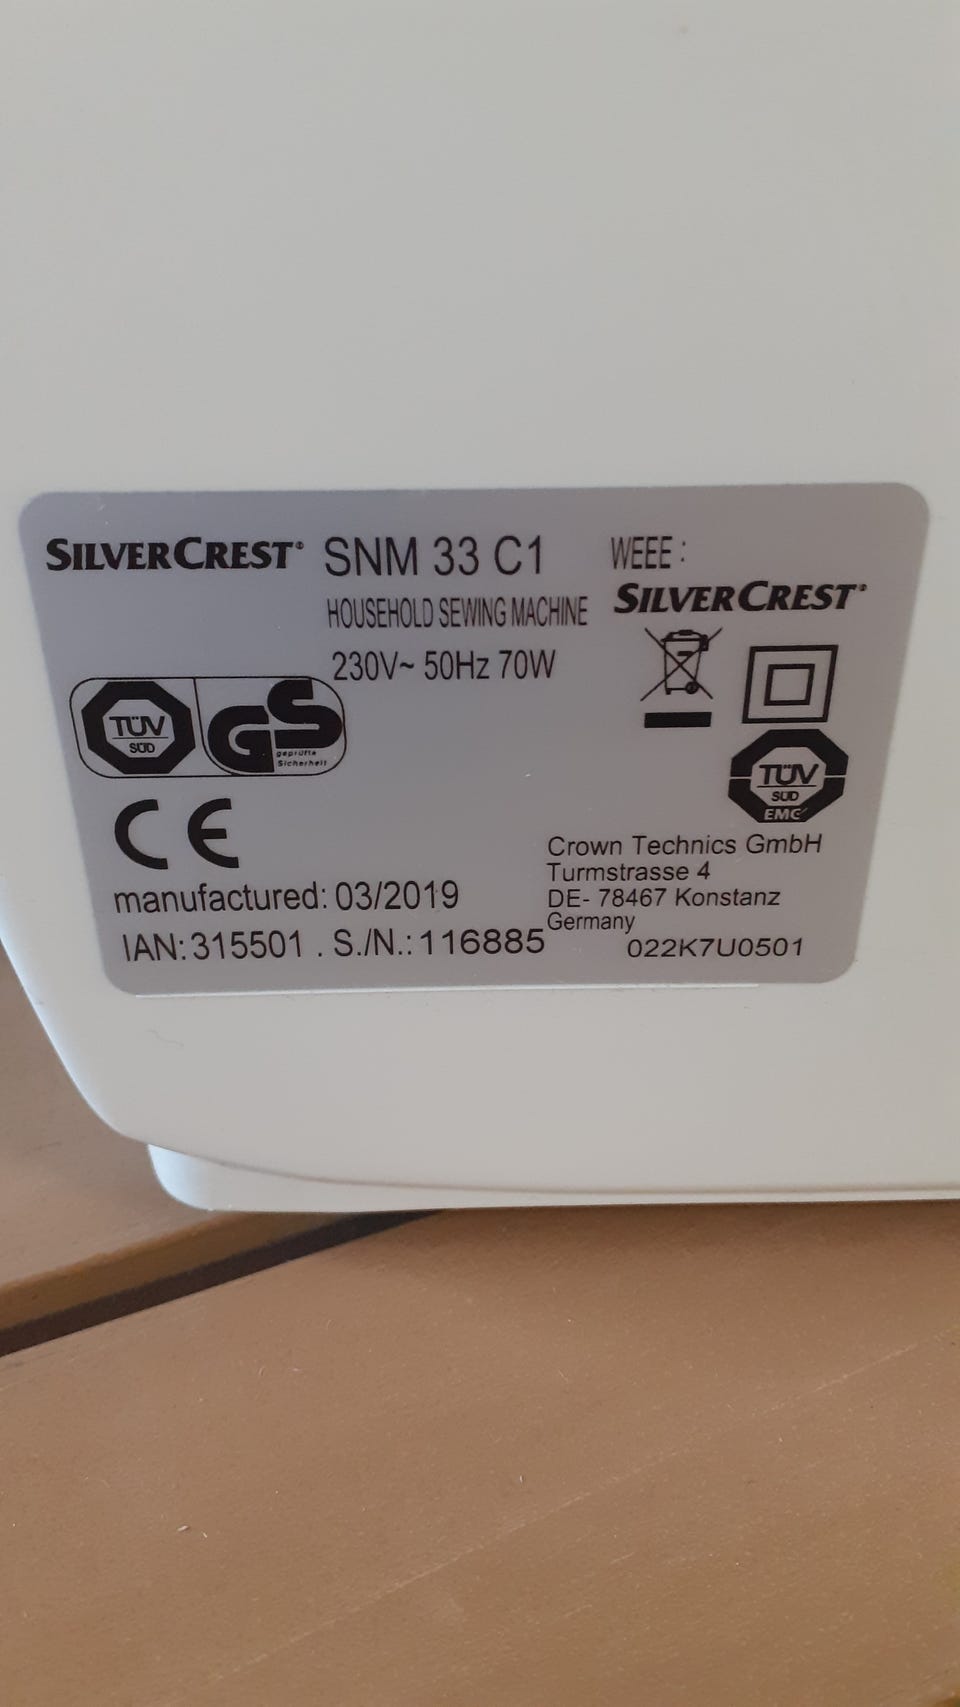 SILVERCREST® SNM 33 C1
HOUSEHOLD SEWING MACHINE
230V~ 50Hz 70W
WEEE :
SILVERCREST®
TÜV
SÜD
GS
geprüfte
Sicherheit
TÜV
SÜD
EMC
CE
manufactured: 03/2019
IAN: 315501 . S./N.: 116885
Crown Technics GmbH
Turmstrasse 4
DE- 78467 Konstanz
Germany
022K7U0501